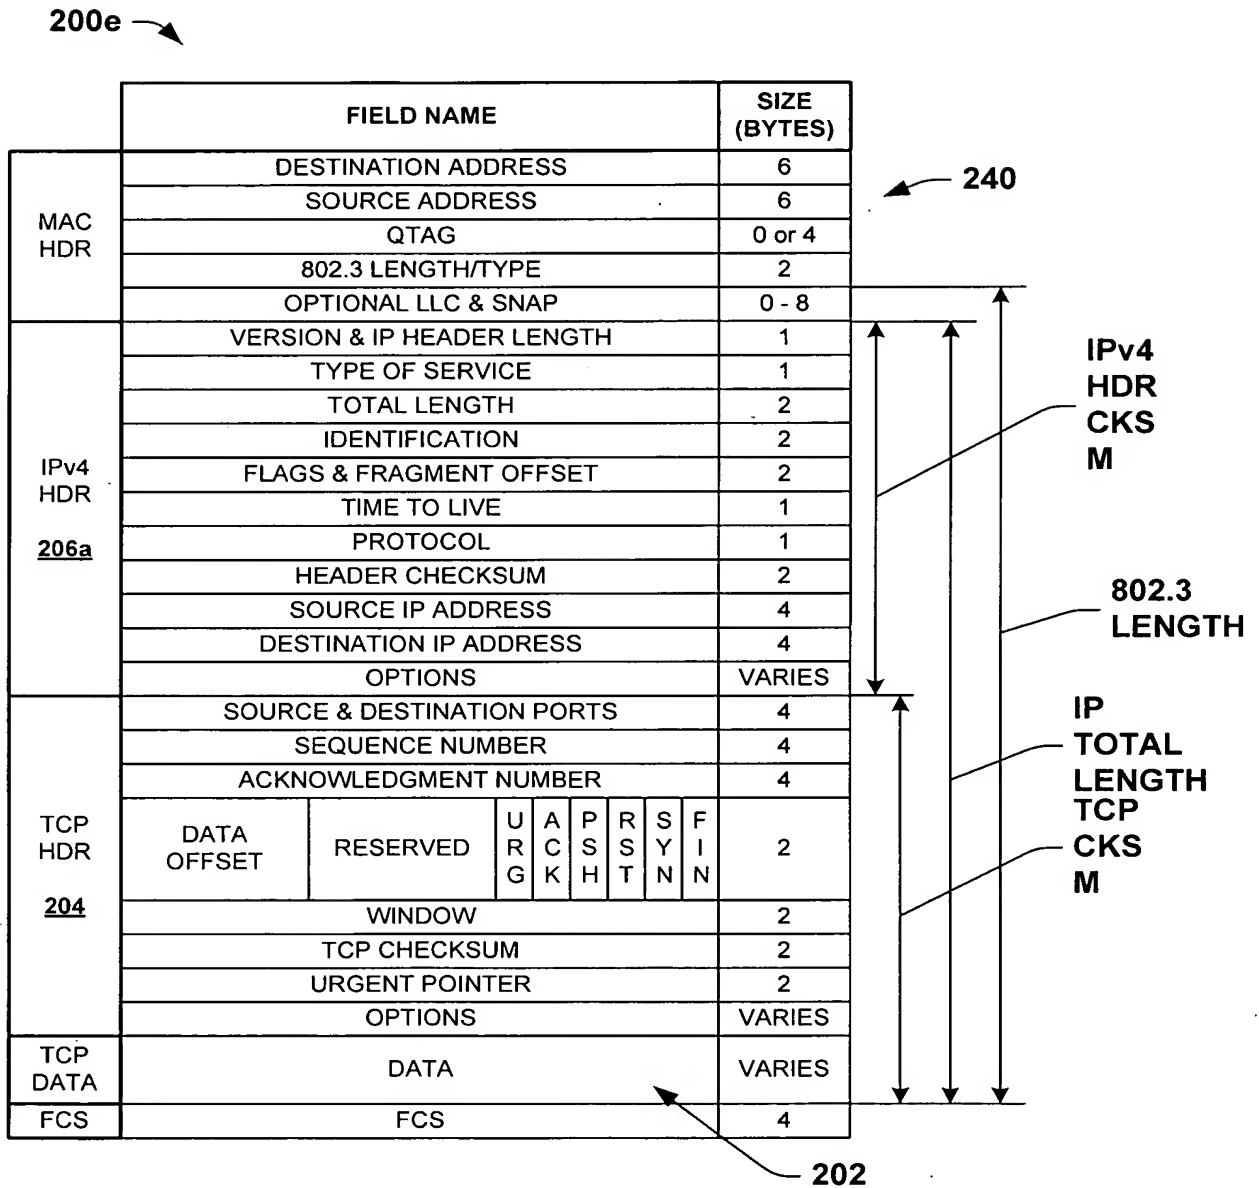 200e
FIELD NAME
SIZE
(BYTES)
MAC
HDR
DESTINATION ADDRESS 6
SOURCE ADDRESS 6
QTAG 0 or 4
802.3 LENGTH/TYPE 2
OPTIONAL LLC & SNAP 0 - 8
240
IPv4
HDR
206a
VERSION & IP HEADER LENGTH 1
TYPE OF SERVICE 1
TOTAL LENGTH 2
IDENTIFICATION 2
FLAGS & FRAGMENT OFFSET 2
TIME TO LIVE 1
PROTOCOL 1
HEADER CHECKSUM 2
SOURCE IP ADDRESS 4
DESTINATION IP ADDRESS 4
OPTIONS VARIES
TCP
HDR
204
SOURCE & DESTINATION PORTS 4
SEQUENCE NUMBER 4
ACKNOWLEDGMENT NUMBER 4
DATA
OFFSET
RESERVED
URG
ACK
PSH
RST
SYN
FIN
2
WINDOW 2
TCP CHECKSUM 2
URGENT POINTER 2
OPTIONS VARIES
TCP
DATA
DATA VARIES
FCS FCS 4
IPv4
HDR
CKS
M
802.3
LENGTH
IP
TOTAL
LENGTH
TCP
CKS
M
202